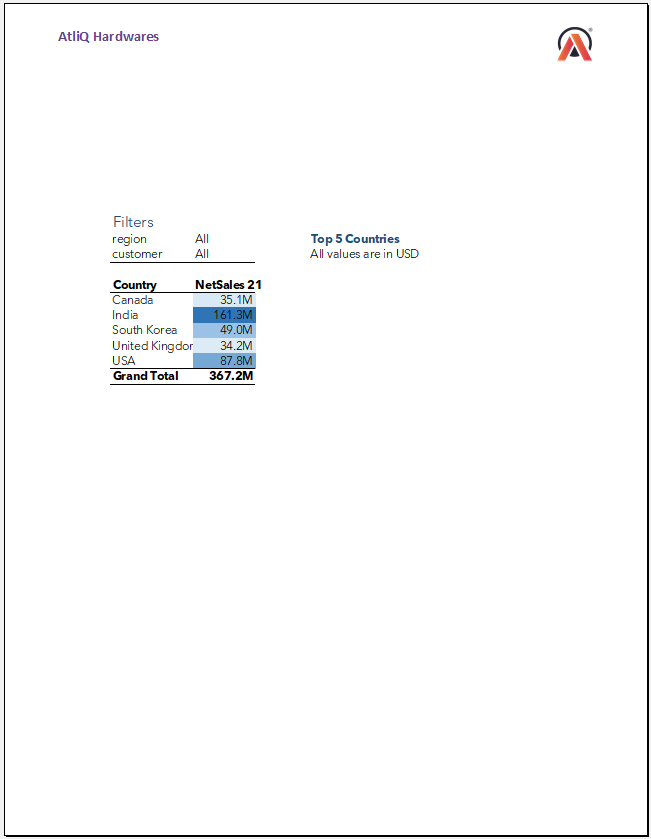 AtliQ Hardwares
Filters
region All
customer All
Top 5 Countries
All values are in USD
Country NetSales 21
Canada 35.1M
India 161.3M
South Korea 49.0M
United Kingdor 34.2M
USA 87.8M
Grand Total 367.2M